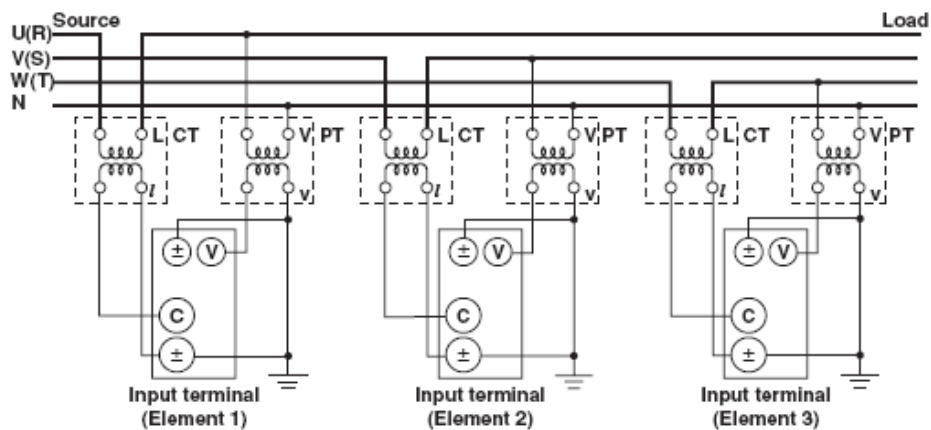 Source
Load
U(R)
V(S)
W(T)
N
L CT V PT L CT V PT L CT V PT
l v l v l v
± V ± V ± V
C C C
± ± ±
Input terminal Input terminal Input terminal
(Element 1) (Element 2) (Element 3)